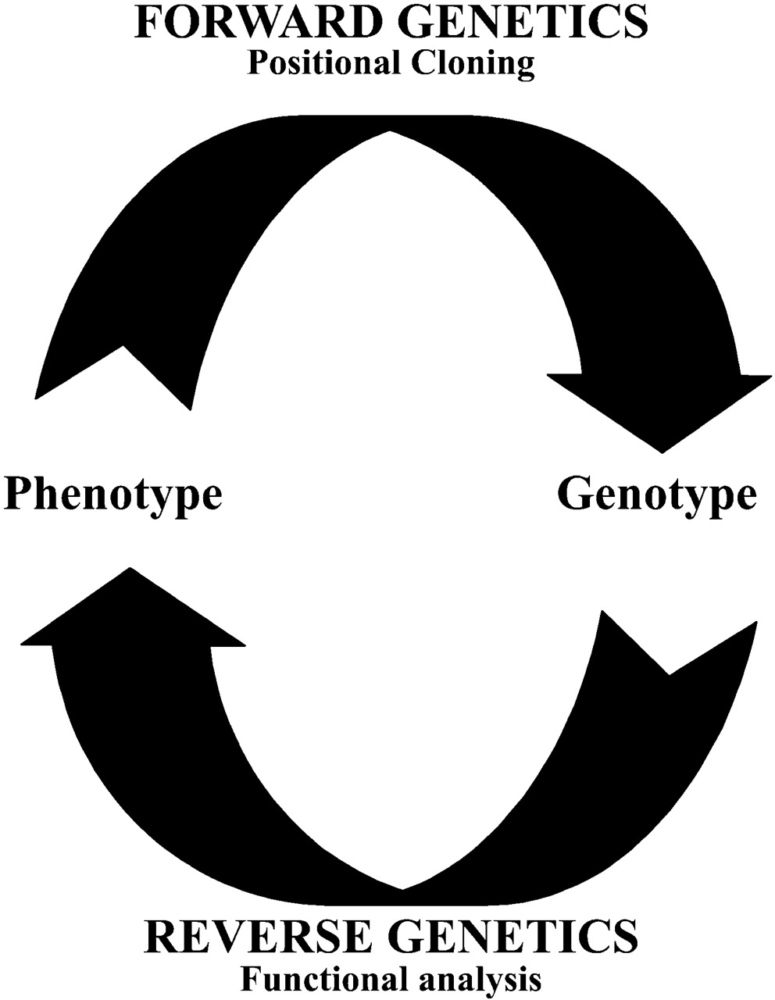 FORWARD GENETICS
Positional Cloning
Phenotype
Genotype
REVERSE GENETICS
Functional analysis